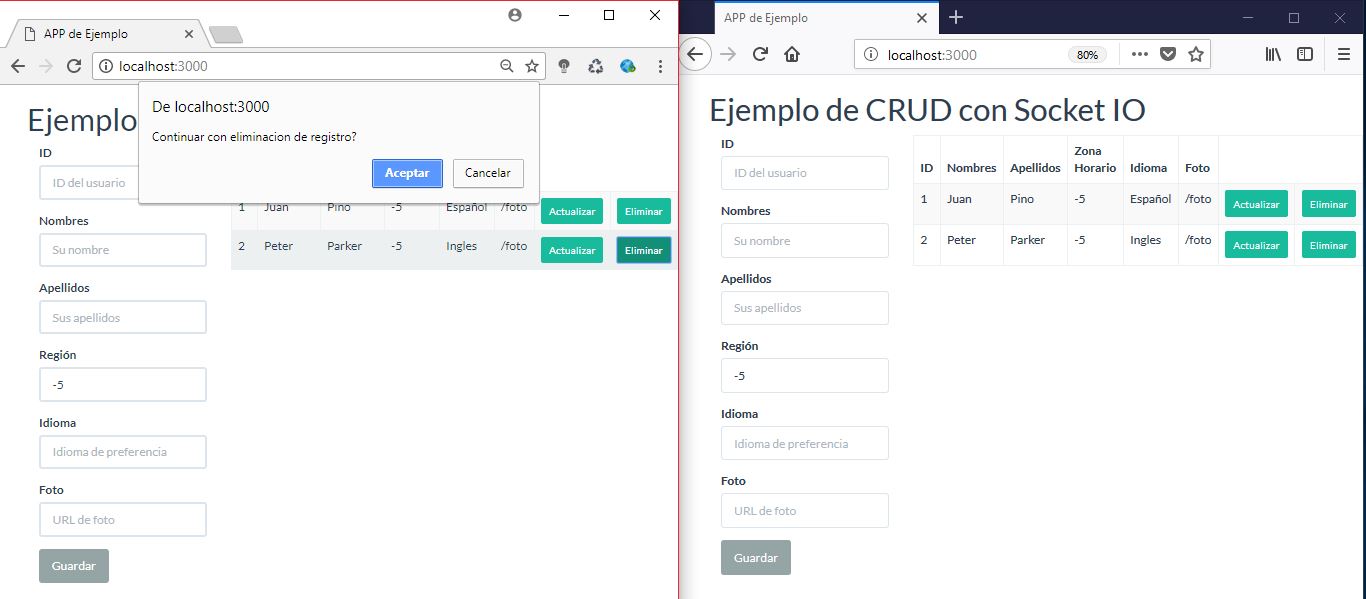 APP de Ejemplo
localhost:3000
De localhost:3000
Continuar con eliminacion de registro?
Aceptar
Cancelar
Ejemplo
ID
ID del usuario
Nombres
Su nombre
Apellidos
Sus apellidos
Región
-5
Idioma
Idioma de preferencia
Foto
URL de foto
Guardar
1 Juan Pino -5 Español /foto Actualizar Eliminar
2 Peter Parker -5 Ingles /foto Actualizar Eliminar
APP de Ejemplo
localhost:3000
80%
Ejemplo de CRUD con Socket IO
ID
ID del usuario
Nombres
Su nombre
Apellidos
Sus apellidos
Región
-5
Idioma
Idioma de preferencia
Foto
URL de foto
Guardar
ID Nombres Apellidos Zona Horario Idioma Foto
1 Juan Pino -5 Español /foto Actualizar Eliminar
2 Peter Parker -5 Ingles /foto Actualizar Eliminar